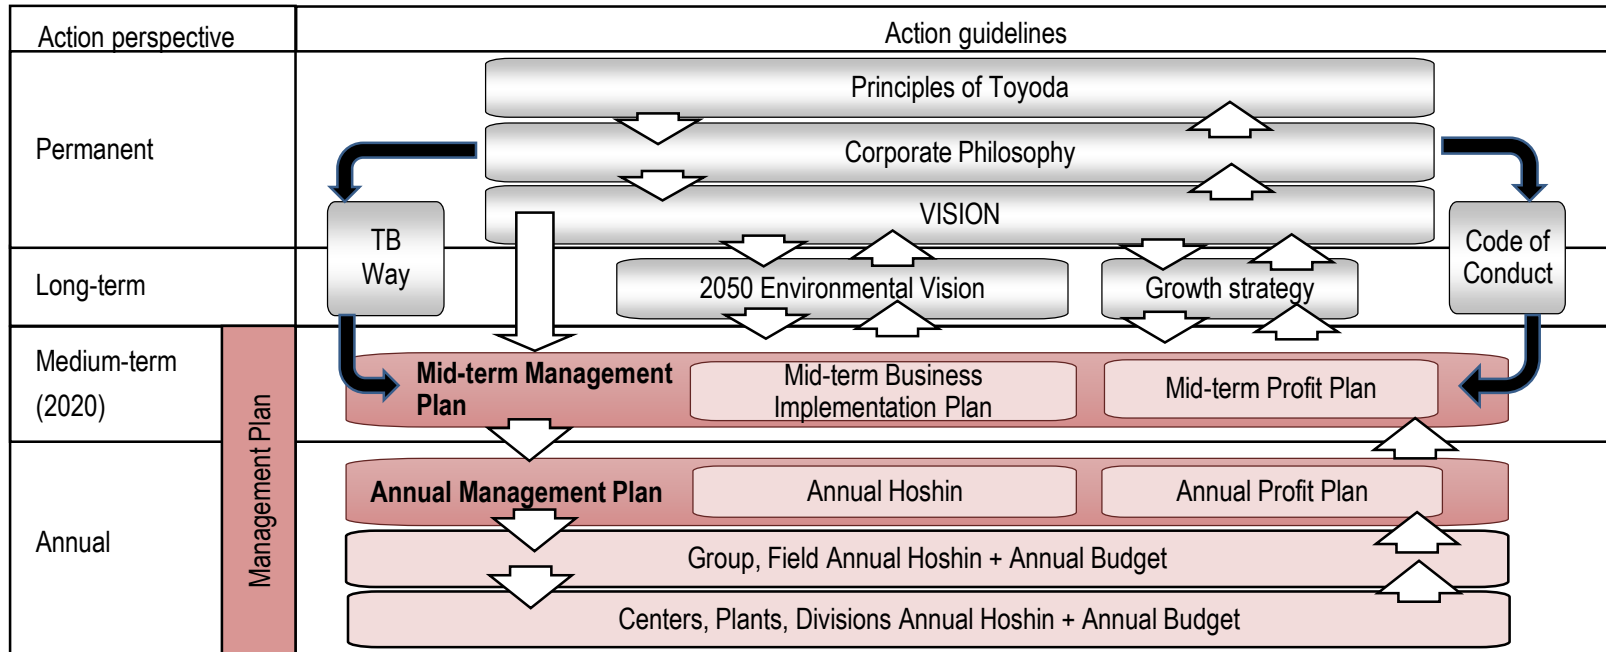 Action perspective
Action guidelines
Permanent
Principles of Toyoda
Corporate Philosophy
VISION
TB
Way
Code of
Conduct
Long-term
2050 Environmental Vision
Growth strategy
Medium-term
(2020)
Management Plan
Mid-term Management
Plan
Mid-term Business
Implementation Plan
Mid-term Profit Plan
Annual
Annual Management Plan
Annual Hoshin
Annual Profit Plan
Group, Field Annual Hoshin + Annual Budget
Centers, Plants, Divisions Annual Hoshin + Annual Budget